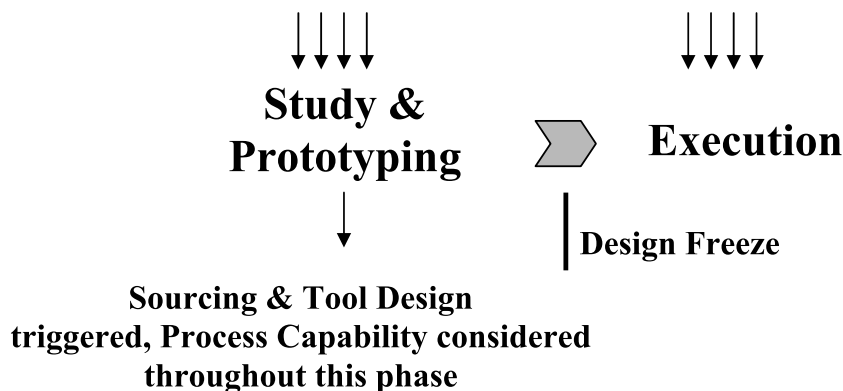 Study &
Prototyping
Execution
Design Freeze
Sourcing & Tool Design
triggered, Process Capability considered
throughout this phase